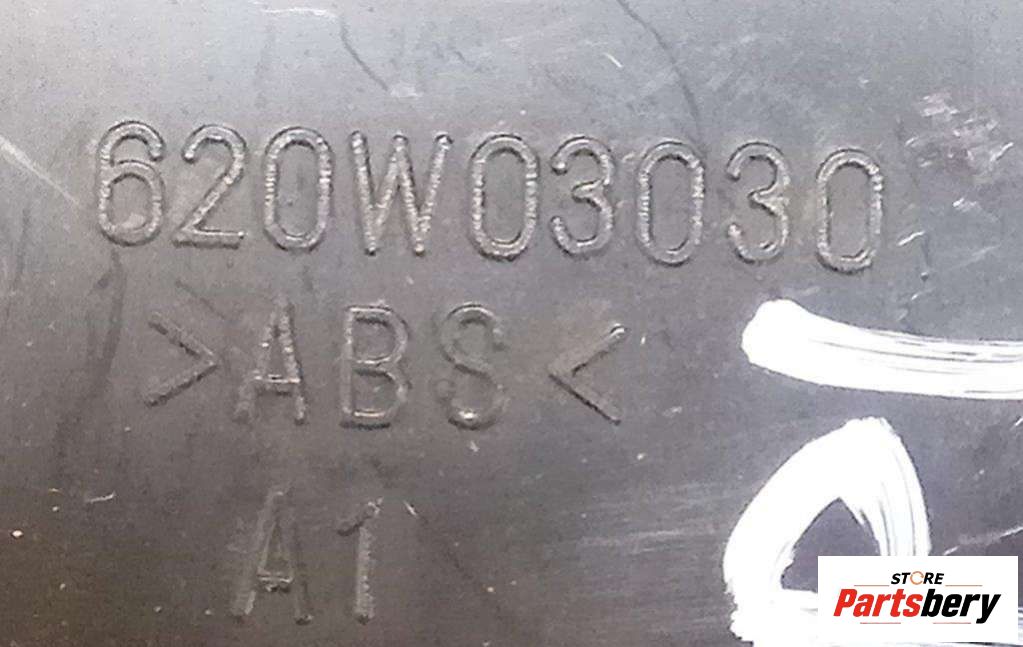 620W03030
>ABS<
A1
STORE
Partsbery